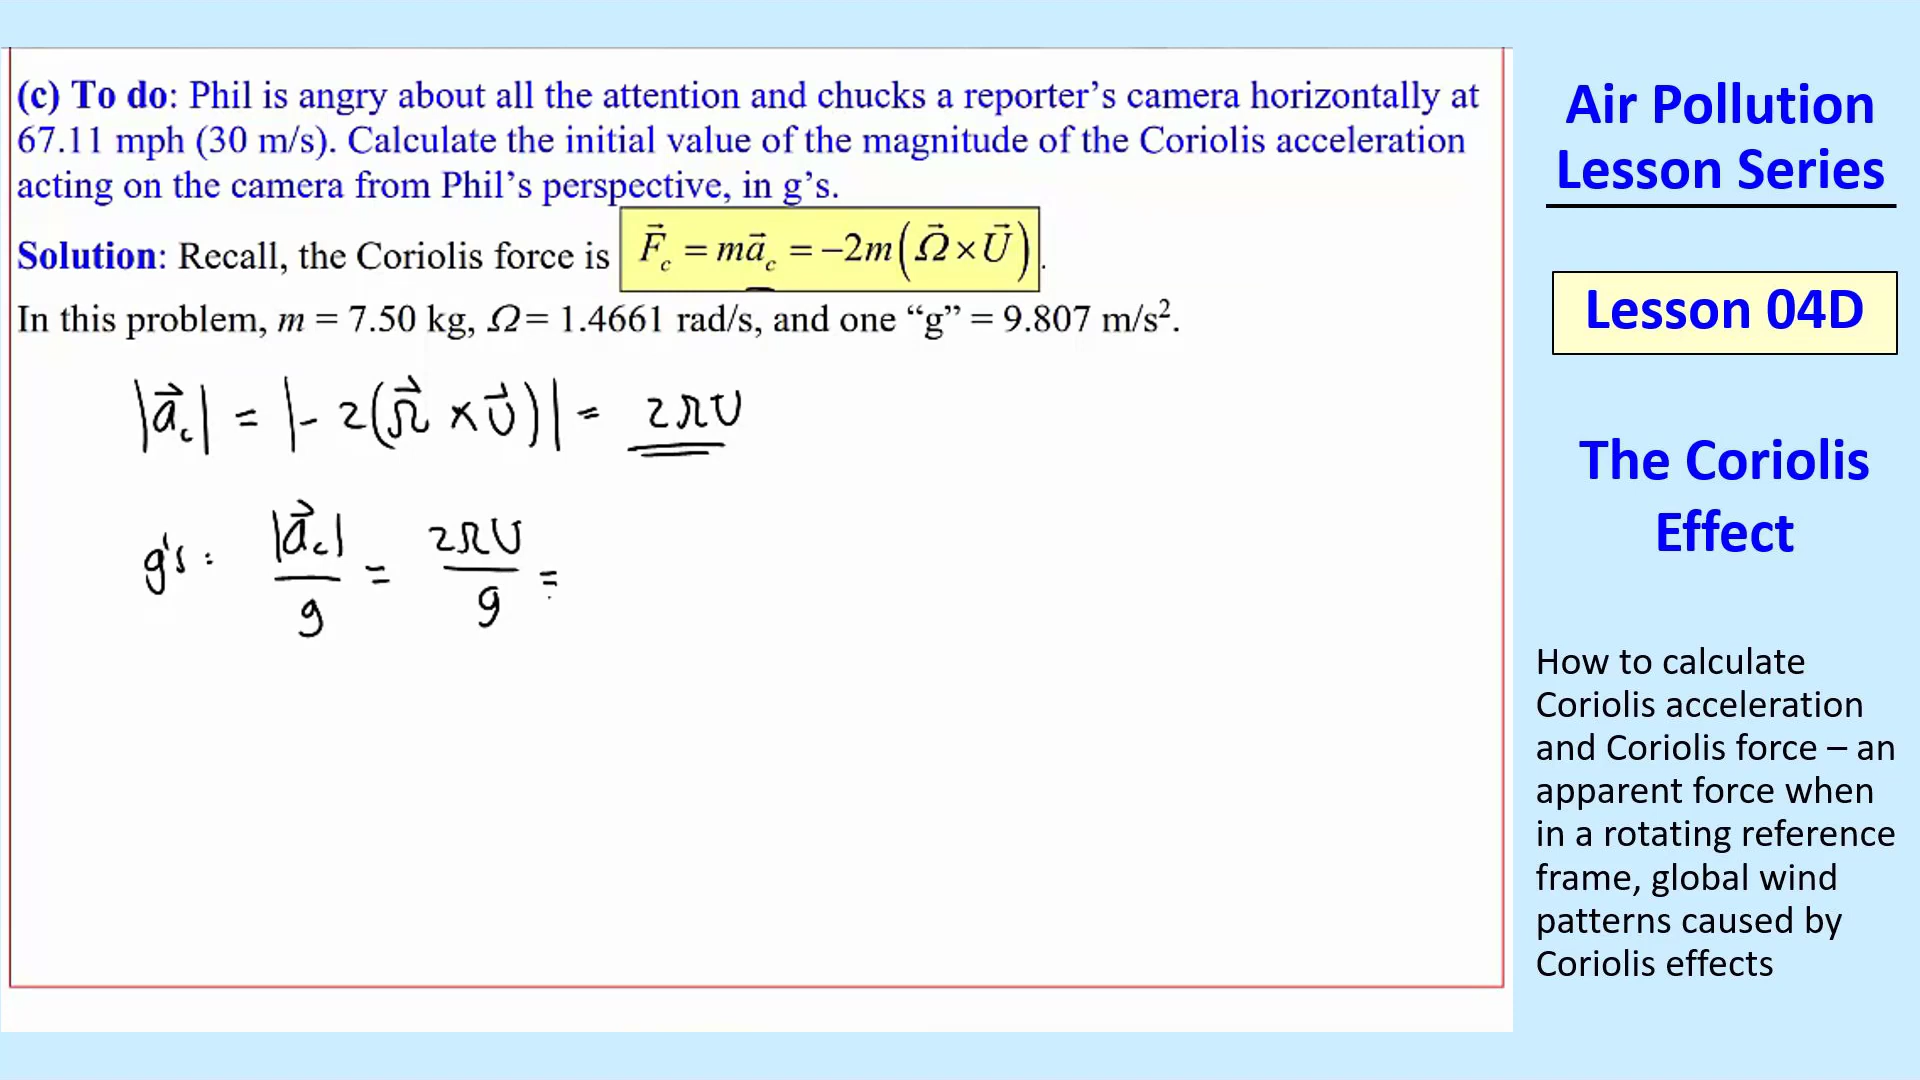 (c) To do: Phil is angry about all the attention and chucks a reporter's camera horizontally at
67.11 mph (30 m/s). Calculate the initial value of the magnitude of the Coriolis acceleration
acting on the camera from Phil's perspective, in g's.
Solution: Recall, the Coriolis force is F⃗c = ma⃗c = −2m(Ω⃗ × U⃗).
In this problem, m = 7.50 kg, Ω = 1.4661 rad/s, and one “g” = 9.807 m/s².
|a⃗c| = |−2(Ω⃗ × U⃗)| = 2ΩU
g's: |a⃗c|/g = 2ΩU/g =
Air Pollution
Lesson Series
Lesson 04D
The Coriolis
Effect
How to calculate
Coriolis acceleration
and Coriolis force – an
apparent force when
in a rotating reference
frame, global wind
patterns caused by
Coriolis effects